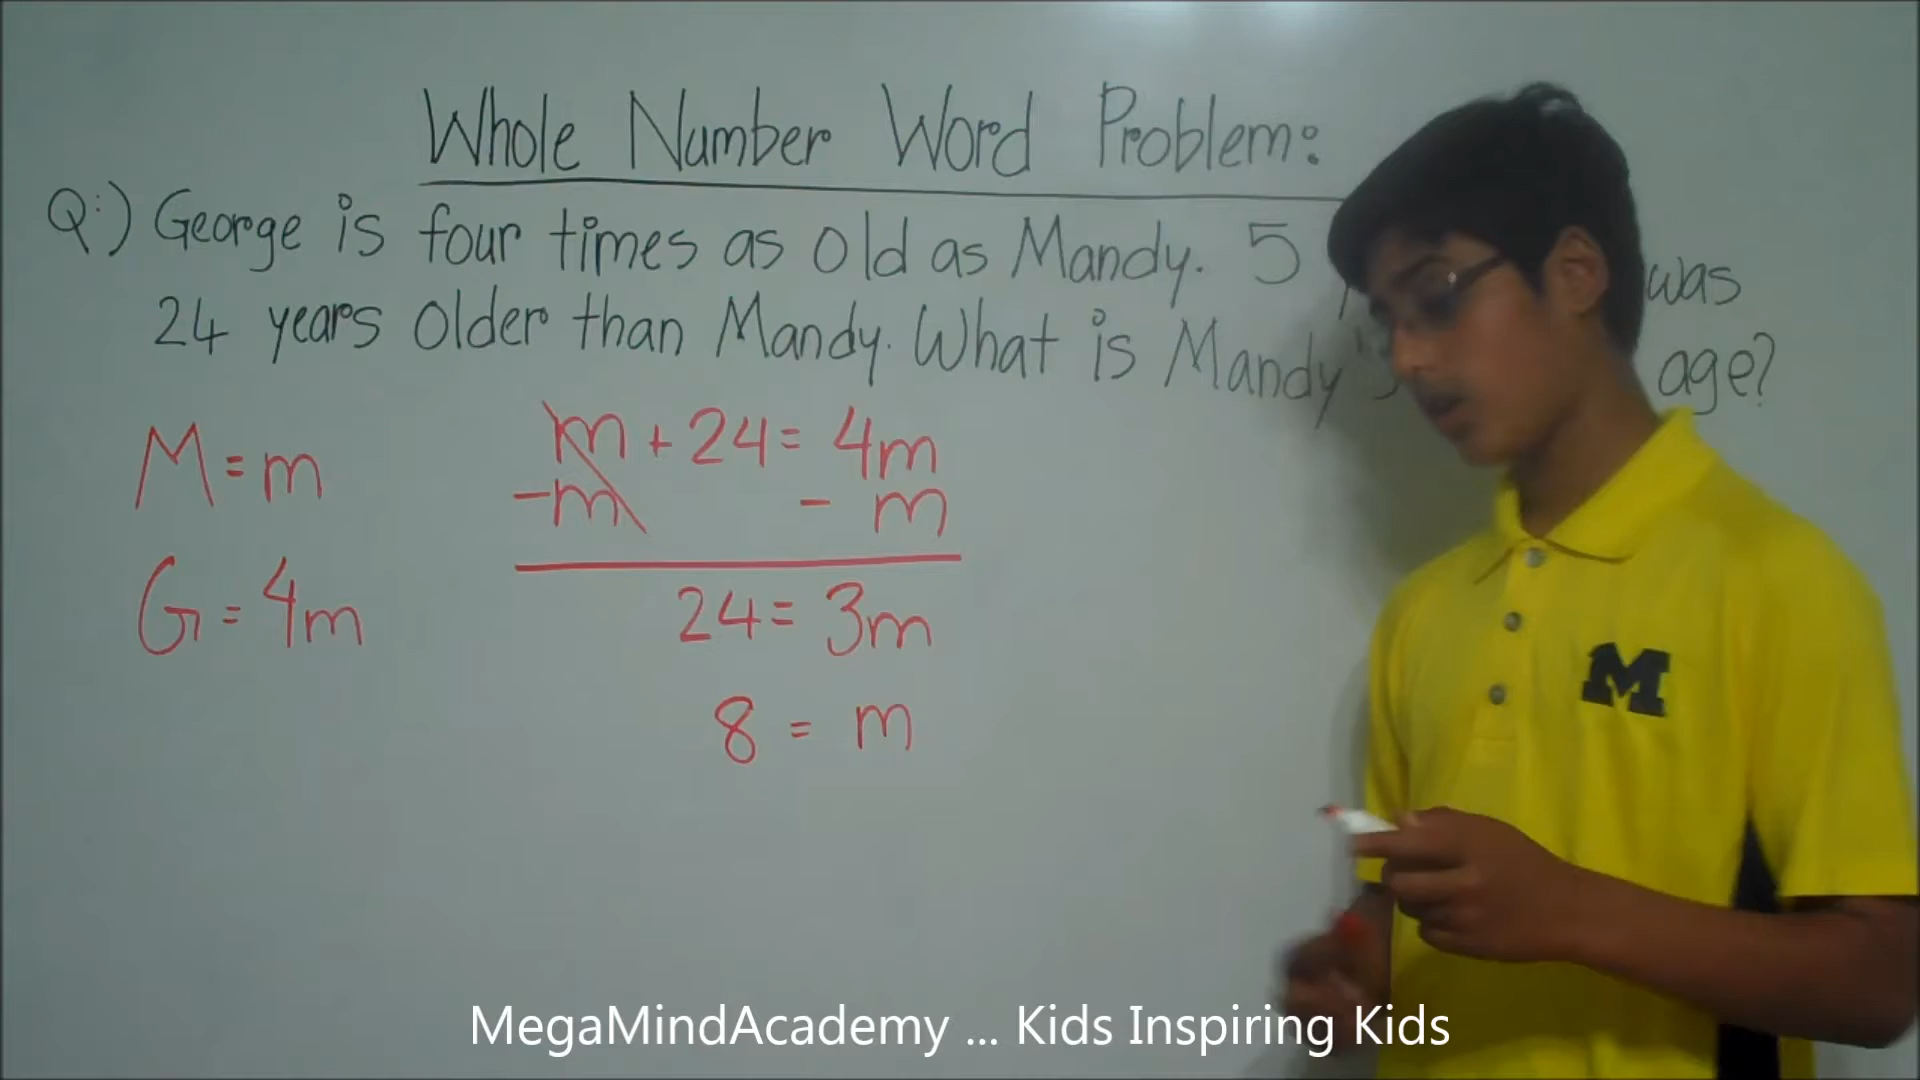 Whole Number Word Problem:
Q:) George is four times as old as Mandy. 5 was
24 years older than Mandy. What is Mandy's age?
M = m
m + 24 = 4m
-m - m
G = 4m
24 = 3m
8 = m
M
MegaMindAcademy ... Kids Inspiring Kids